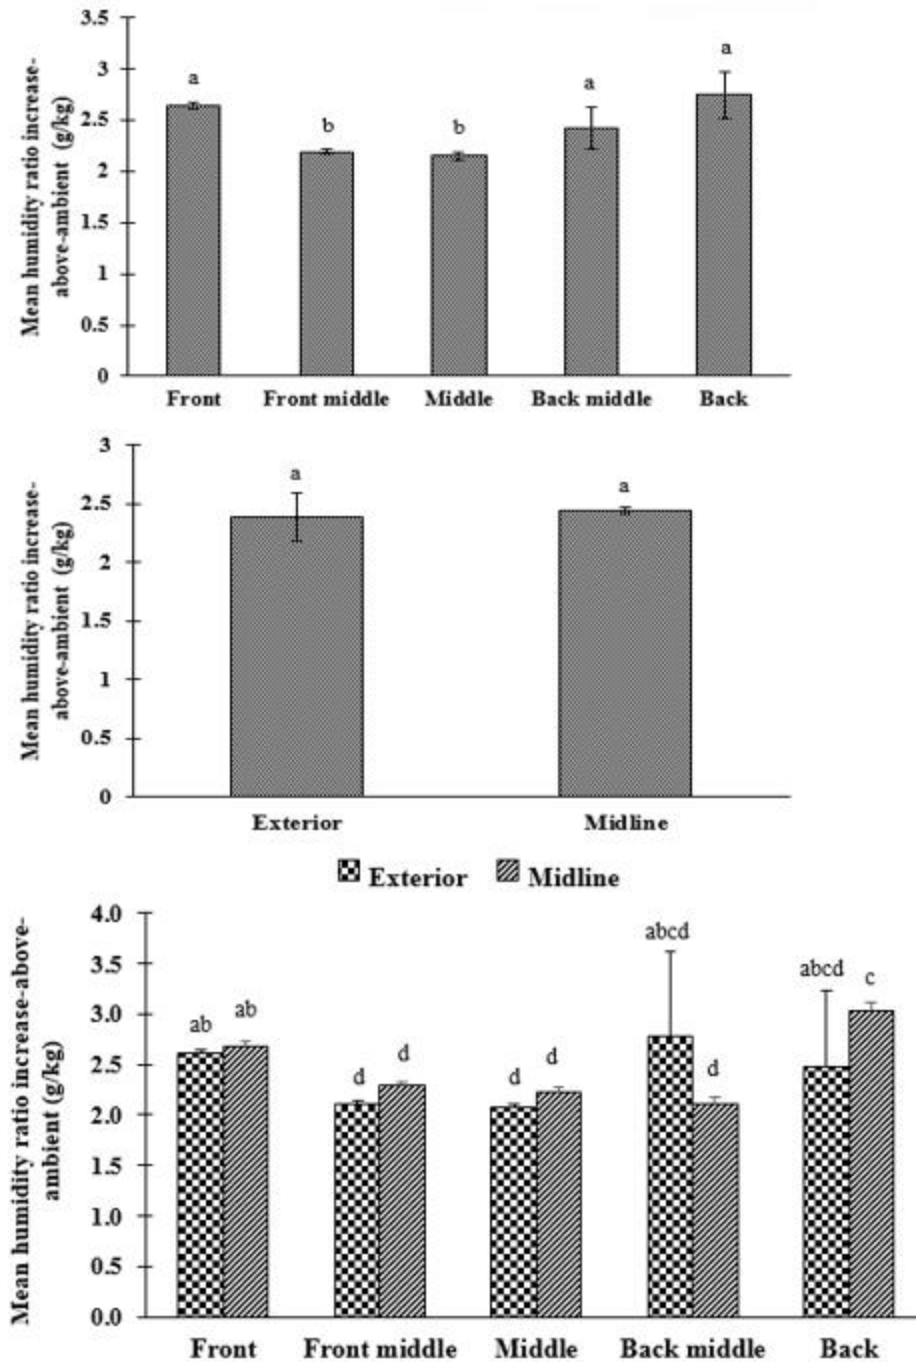 Mean humidity ratio increase-
above-ambient (g/kg)
3.5
3
2.5
2
1.5
1
0.5
0
a
b
b
a
a
Front
Front middle
Middle
Back middle
Back
Mean humidity ratio increase-
above-ambient (g/kg)
3
2.5
2
1.5
1
0.5
0
a
a
Exterior
Midline
Exterior
Midline
Mean humidity ratio increase-above-
ambient (g/kg)
4.0
3.5
3.0
2.5
2.0
1.5
1.0
0.5
0.0
ab
ab
d
d
d
d
abcd
d
abcd
c
Front
Front middle
Middle
Back middle
Back